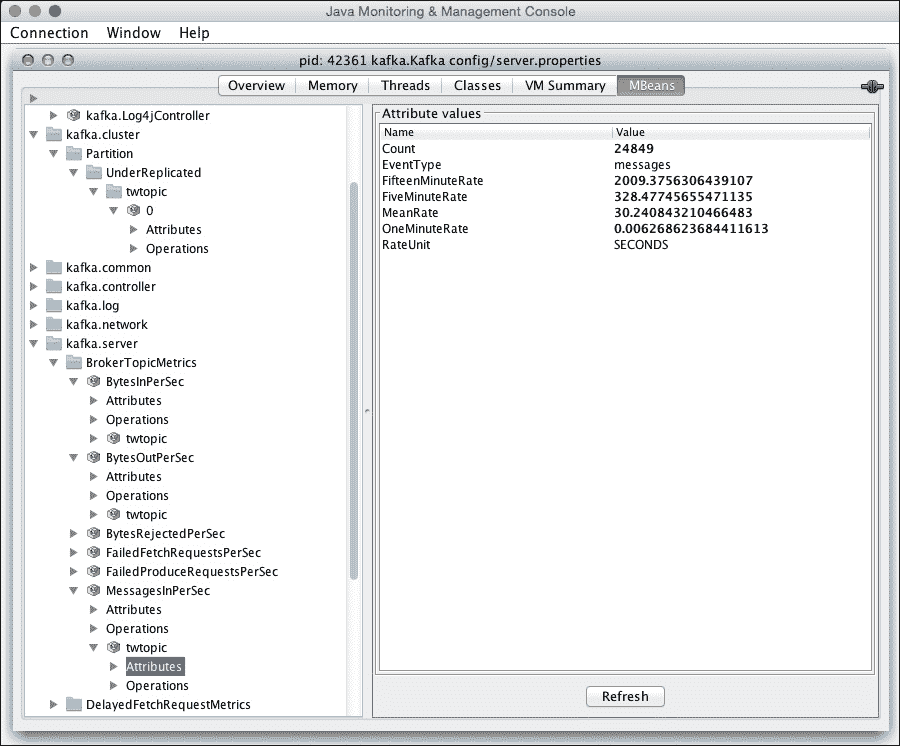 Java Monitoring & Management Console
Connection Window Help
pid: 42361 kafka.Kafka config/server.properties
Overview Memory Threads Classes VM Summary MBeans
kafka.Log4jController
kafka.cluster
Partition
UnderReplicated
twtopic
0
Attributes
Operations
kafka.common
kafka.controller
kafka.log
kafka.network
kafka.server
BrokerTopicMetrics
BytesInPerSec
Attributes
Operations
twtopic
BytesOutPerSec
Attributes
Operations
twtopic
BytesRejectedPerSec
FailedFetchRequestsPerSec
FailedProduceRequestsPerSec
MessagesInPerSec
Attributes
Operations
twtopic
Attributes
Operations
DelayedFetchRequestMetrics
Attribute values
Name Value
Count 24849
EventType messages
FifteenMinuteRate 2009.3756306439107
FiveMinuteRate 328.47745655471135
MeanRate 30.240843210466483
OneMinuteRate 0.006268623684411613
RateUnit SECONDS
Refresh